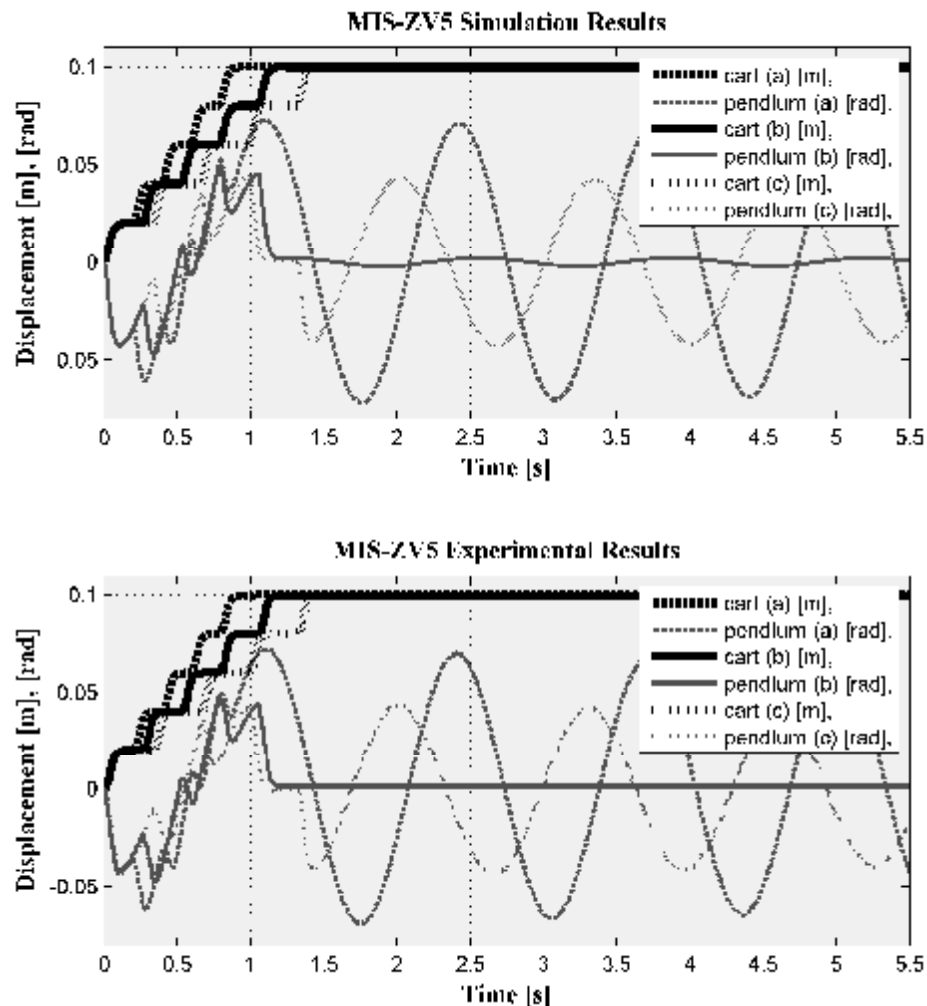 MIS-ZV5 Simulation Results
Displacement [m], [rad]
0.1
0.05
0
0.05
cart (a) [m],
pendlum (a) [rad].
cart (b) [m],
pendlum (b) [rad],
cart (c) [m],
pendlum (c) [rad],
0 0.5 1 1.5 2 2.5 3 3.5 4 4.5 5 5.5
Time [s]
MIS-ZV5 Experimental Results
Displacement [m], [rad]
0.1
0.05
0
-0.05
cart (a) [m],
pendlum (a) [rad].
cart (b) [m],
pendlum (b) [rad],
cart (c) [m],
pendlum (c) [rad],
0 0.5 1 1.5 2 2.5 3 3.5 4 4.5 5 5.5
Time [s]